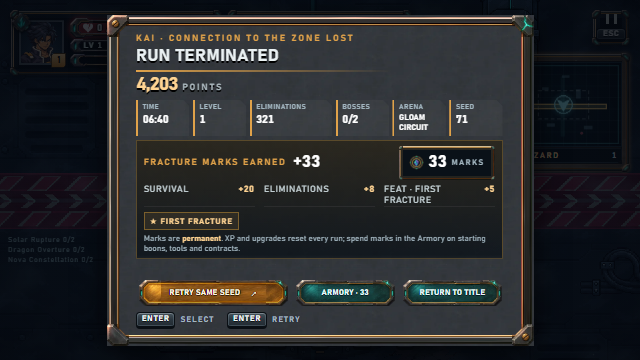 KAI · CONNECTION TO THE ZONE LOST
RUN TERMINATED
4,203 POINTS
TIME
06:40
LEVEL
1
ELIMINATIONS
321
BOSSES
0/2
ARENA
GLOAM
CIRCUIT
SEED
71
FRACTURE MARKS EARNED +33
33 MARKS
SURVIVAL +20
ELIMINATIONS +8
FEAT · FIRST
FRACTURE +5
★ FIRST FRACTURE
Marks are permanent. XP and upgrades reset every run; spend marks in the Armory on starting
boons, tools and contracts.
RETRY SAME SEED
ARMORY · 33
RETURN TO TITLE
ENTER SELECT
ENTER RETRY
LV 1
1
ESC
ZARD 1
Dragon Overture 0/2
Nova Constellation 0/2